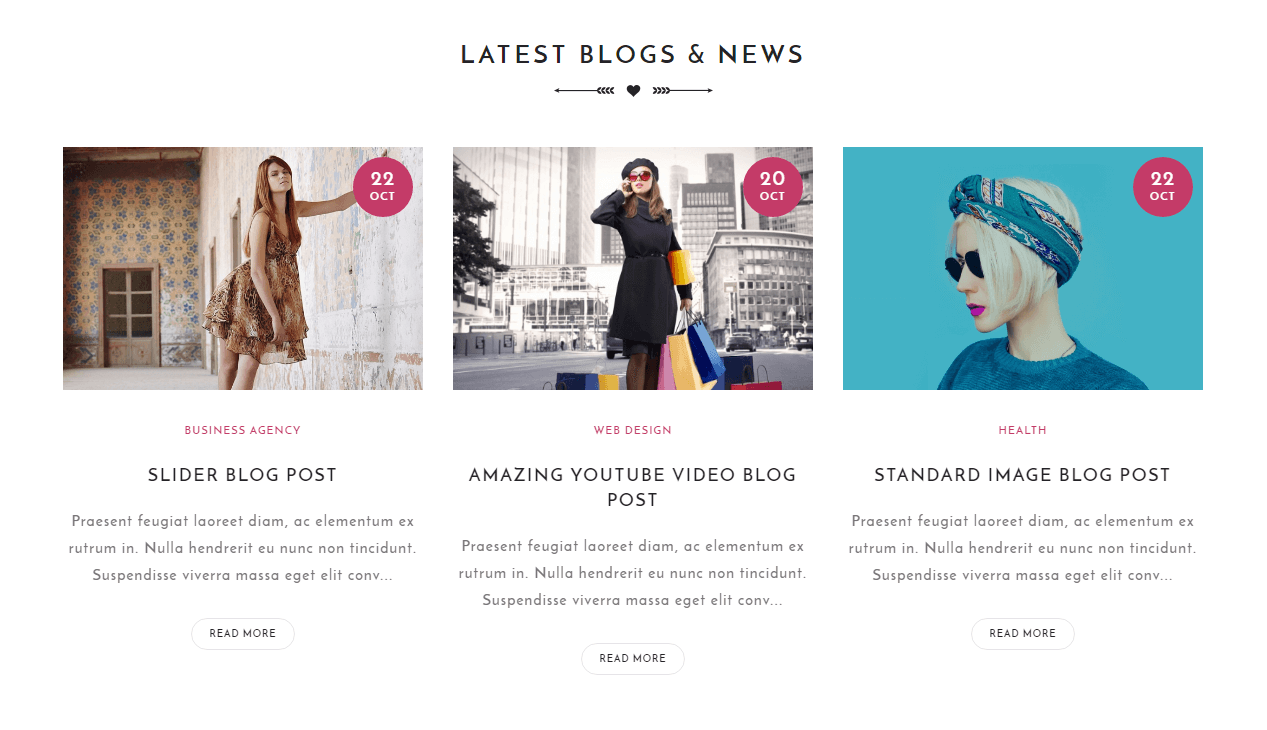 LATEST BLOGS & NEWS
22
OCT
BUSINESS AGENCY
SLIDER BLOG POST
Praesent feugiat laoreet diam, ac elementum ex
rutrum in. Nulla hendrerit eu nunc non tincidunt.
Suspendisse viverra massa eget elit conv...
READ MORE
20
OCT
WEB DESIGN
AMAZING YOUTUBE VIDEO BLOG
POST
Praesent feugiat laoreet diam, ac elementum ex
rutrum in. Nulla hendrerit eu nunc non tincidunt.
Suspendisse viverra massa eget elit conv...
READ MORE
22
OCT
HEALTH
STANDARD IMAGE BLOG POST
Praesent feugiat laoreet diam, ac elementum ex
rutrum in. Nulla hendrerit eu nunc non tincidunt.
Suspendisse viverra massa eget elit conv...
READ MORE